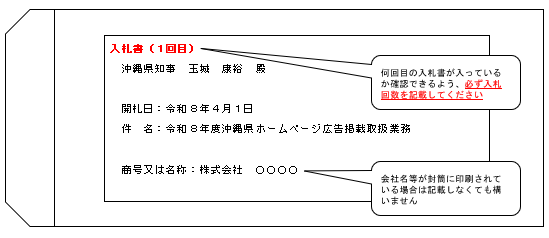 入札書（１回目）
沖縄県知事　玉城　康裕　殿
何回目の入札書が入っている
か確認できるよう、必ず入札
回数を記載してください
開札日：令和８年４月１日
件　名：令和８年度沖縄県ホームページ広告掲載取扱業務
商号又は名称：株式会社　○○○○
会社名等が封筒に印刷されて
いる場合は記載しなくても構
いません